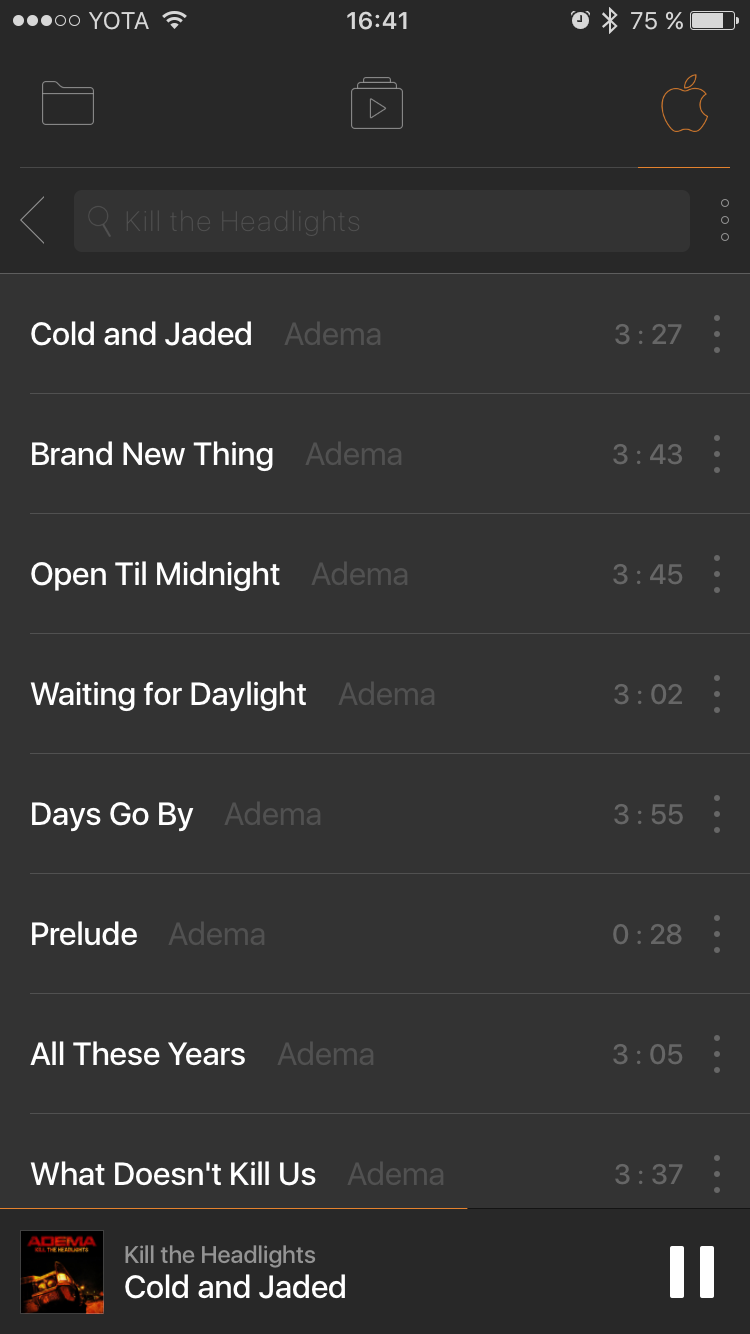 YOTA 16:41 75 %
Kill the Headlights
Cold and Jaded Adema 3 : 27
Brand New Thing Adema 3 : 43
Open Til Midnight Adema 3 : 45
Waiting for Daylight Adema 3 : 02
Days Go By Adema 3 : 55
Prelude Adema 0 : 28
All These Years Adema 3 : 05
What Doesn't Kill Us Adema 3 : 37
ADEMA
KILL THE HEADLIGHTS
Kill the Headlights
Cold and Jaded